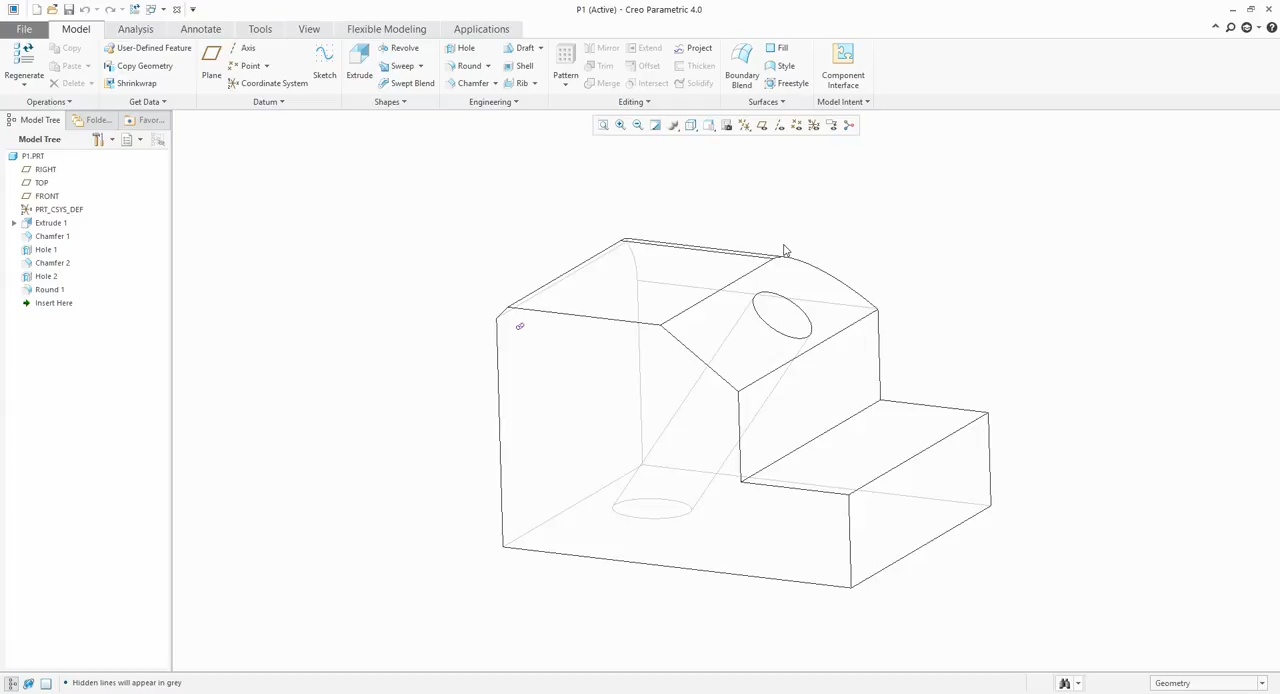 P1 (Active) - Creo Parametric 4.0
File Model Analysis Annotate Tools View Flexible Modeling Applications
Regenerate
Copy
Paste
Delete
Operations
User-Defined Feature
Copy Geometry
Shrinkwrap
Get Data
Plane
Axis
Point
Coordinate System
Sketch
Datum
Extrude
Revolve
Sweep
Swept Blend
Shapes
Hole
Round
Chamfer
Draft
Shell
Rib
Engineering
Pattern
Mirror
Trim
Merge
Extend
Offset
Intersect
Project
Thicken
Solidify
Editing
Boundary
Blend
Fill
Style
Freestyle
Surfaces
Component
Interface
Model Intent
Model Tree Folde... Favor...
Model Tree
P1.PRT
RIGHT
TOP
FRONT
PRT_CSYS_DEF
Extrude 1
Chamfer 1
Hole 1
Chamfer 2
Hole 2
Round 1
Insert Here
• Hidden lines will appear in grey
Geometry